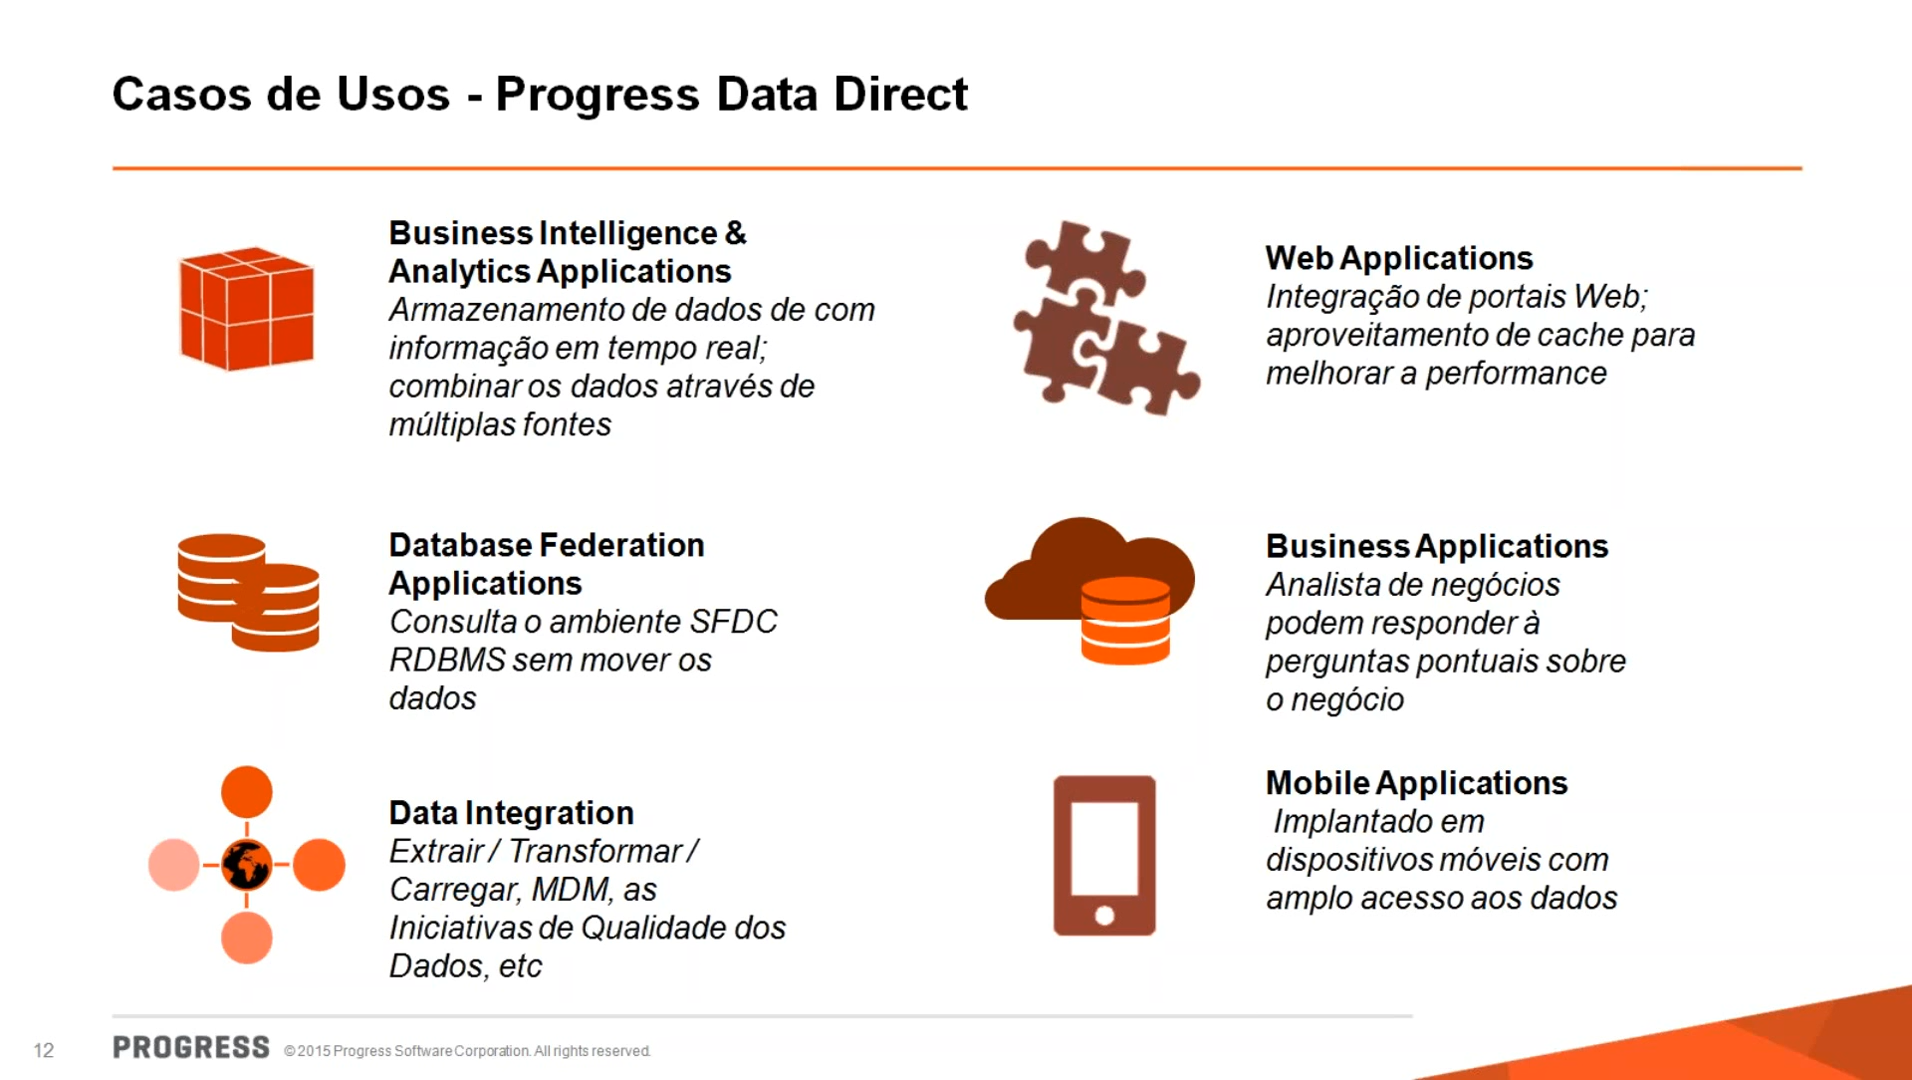 Casos de Usos - Progress Data Direct
Business Intelligence &
Analytics Applications
Armazenamento de dados de com
informação em tempo real;
combinar os dados através de
múltiplas fontes
Web Applications
Integração de portais Web;
aproveitamento de cache para
melhorar a performance
Database Federation
Applications
Consulta o ambiente SFDC
RDBMS sem mover os
dados
Business Applications
Analista de negócios
podem responder à
perguntas pontuais sobre
o negócio
Data Integration
Extrair / Transformar /
Carregar, MDM, as
Iniciativas de Qualidade dos
Dados, etc
Mobile Applications
Implantado em
dispositivos móveis com
amplo acesso aos dados
12 PROGRESS © 2015 Progress Software Corporation. All rights reserved.